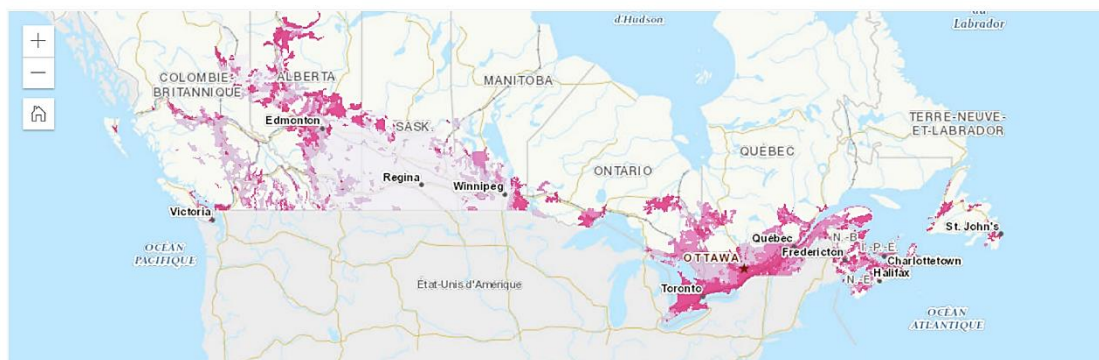 d'Hudson
du
Labrador
+
−
COLOMBIE-
BRITANNIQUE
ALBERTA
MANITOBA
Edmonton
SASK.
TERRE-NEUVE-
ET-LABRADOR
QUÉBEC
ONTARIO
Regina
Winnipeg
Victoria
St. John's
Québec
N.-B
Î.-P.-É.
OTTAWA
Fredericton
Charlottetown
N.-É
Halifax
OCÉAN
PACIFIQUE
État-Unis d'Amérique
Toronto
OCÉAN
ATLANTIQUE